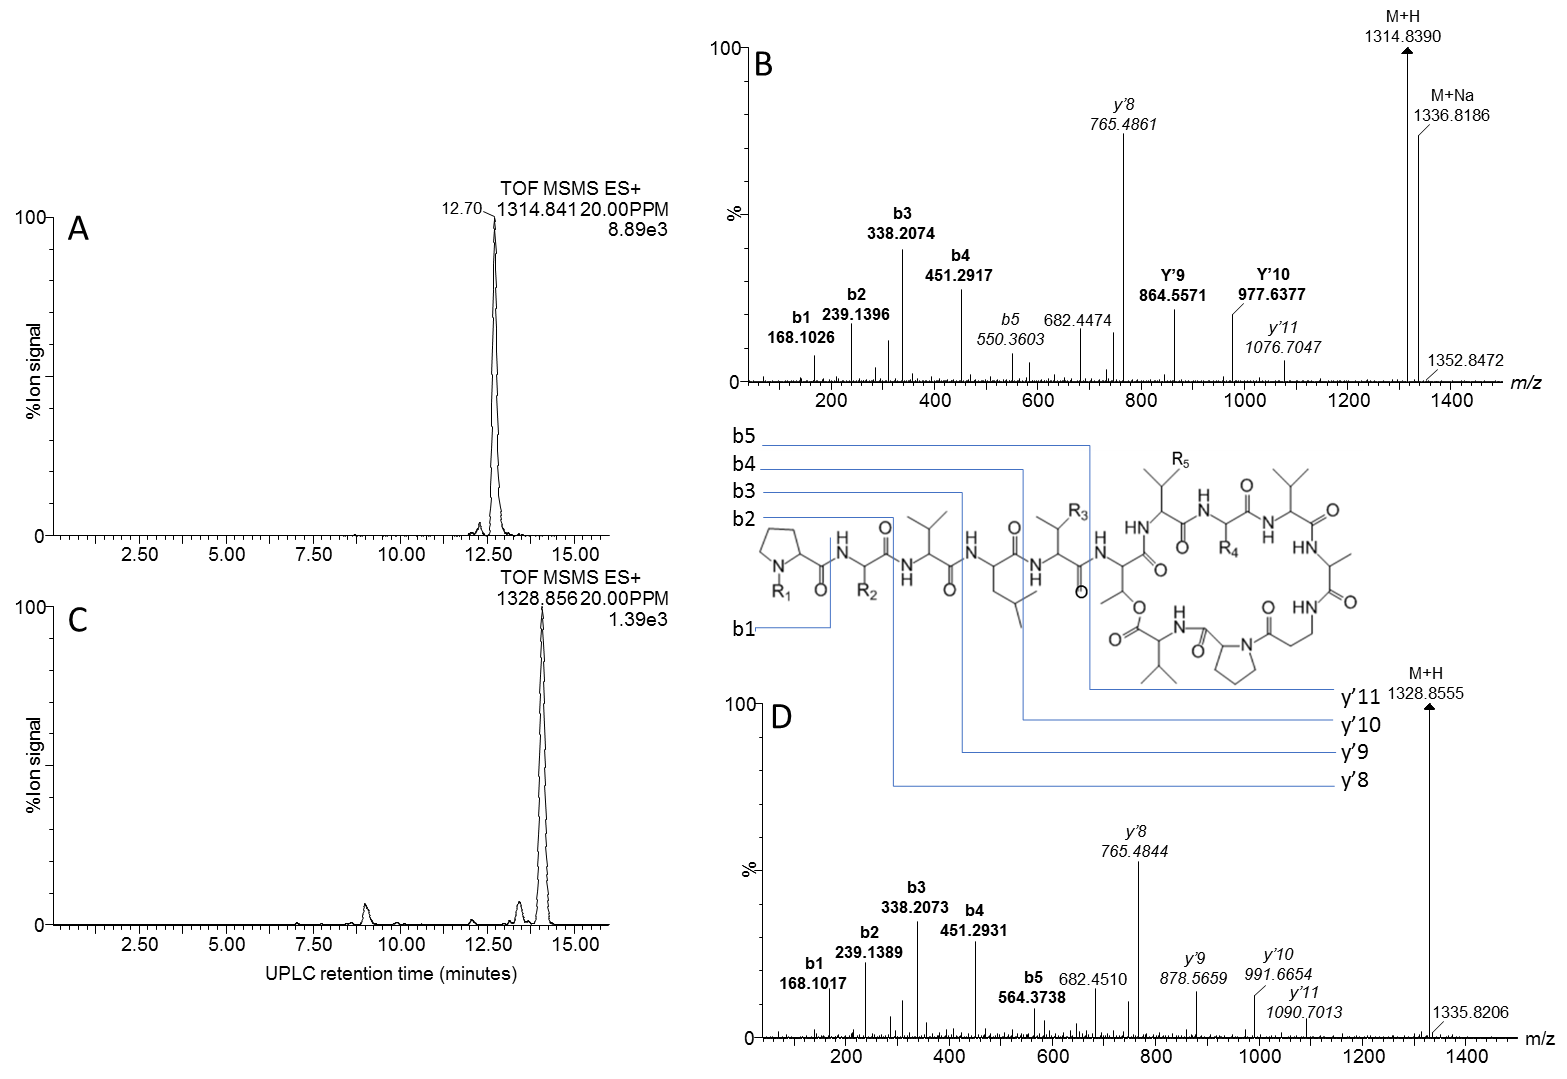 A
TOF MSMS ES+
12.70 1314.841 20.00PPM
8.89e3
100
%Ion signal
0
2.50 5.00 7.50 10.00 12.50 15.00
C
TOF MSMS ES+
1328.856 20.00PPM
1.39e3
100
%Ion signal
0
2.50 5.00 7.50 10.00 12.50 15.00
UPLC retention time (minutes)
B
100
%
0
M+H
1314.8390
M+Na
1336.8186
y'8
765.4861
b3
338.2074
b4
451.2917
b2
239.1396
b1
168.1026
b5
550.3603
682.4474
Y'9
864.5571
Y'10
977.6377
y'11
1076.7047
1352.8472
200 400 600 800 1000 1200 1400 m/z
b5
b4
b3
b2
b1
N
R1
O
H
N
R2
O
N
H
O
H
N
O
N
H
R3
O
H
N
O
HN
R5
O
H
N
R4
O
N
H
O
HN
O
HN
O
N
O
H
N
O
O
y'11
y'10
y'9
y'8
D
100
%
0
M+H
1328.8555
y'8
765.4844
b3
338.2073
b4
451.2931
b2
239.1389
b1
168.1017
b5
564.3738
682.4510
y'9
878.5659
y'10
991.6654
y'11
1090.7013
1335.8206
200 400 600 800 1000 1200 1400 m/z